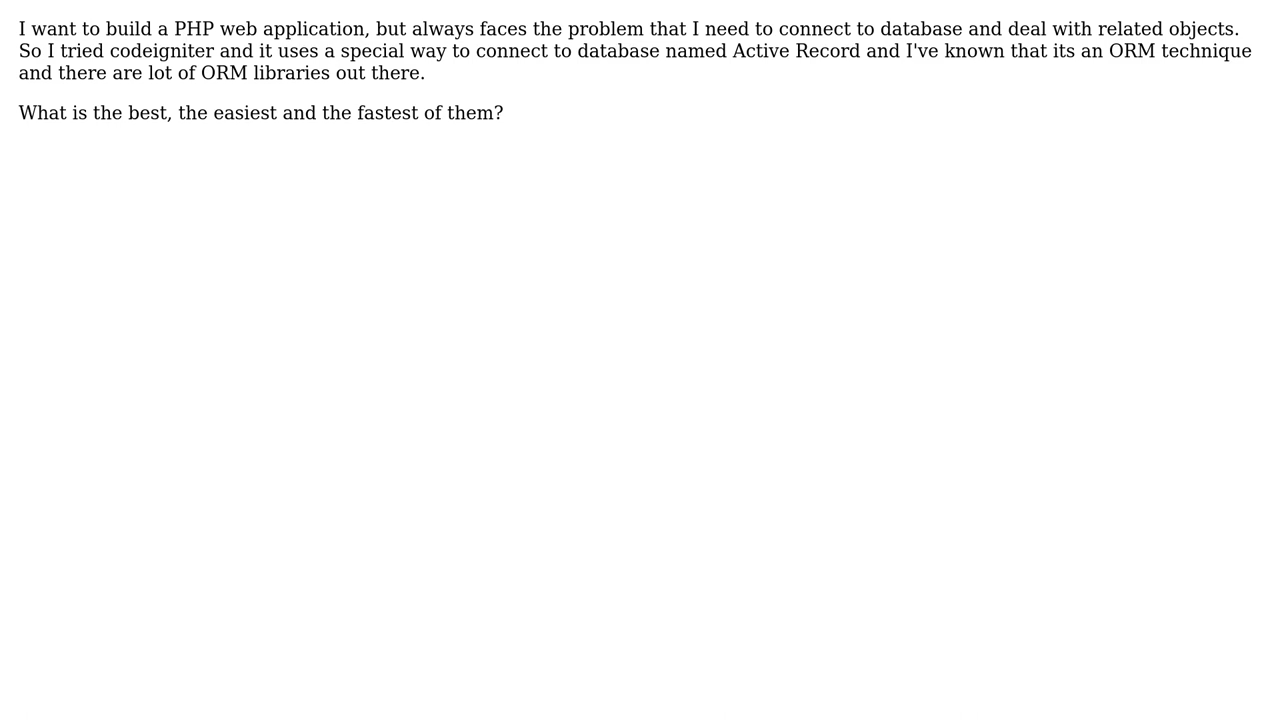 I want to build a PHP web application, but always faces the problem that I need to connect to database and deal with related objects.
So I tried codeigniter and it uses a special way to connect to database named Active Record and I've known that its an ORM technique
and there are lot of ORM libraries out there.
What is the best, the easiest and the fastest of them?